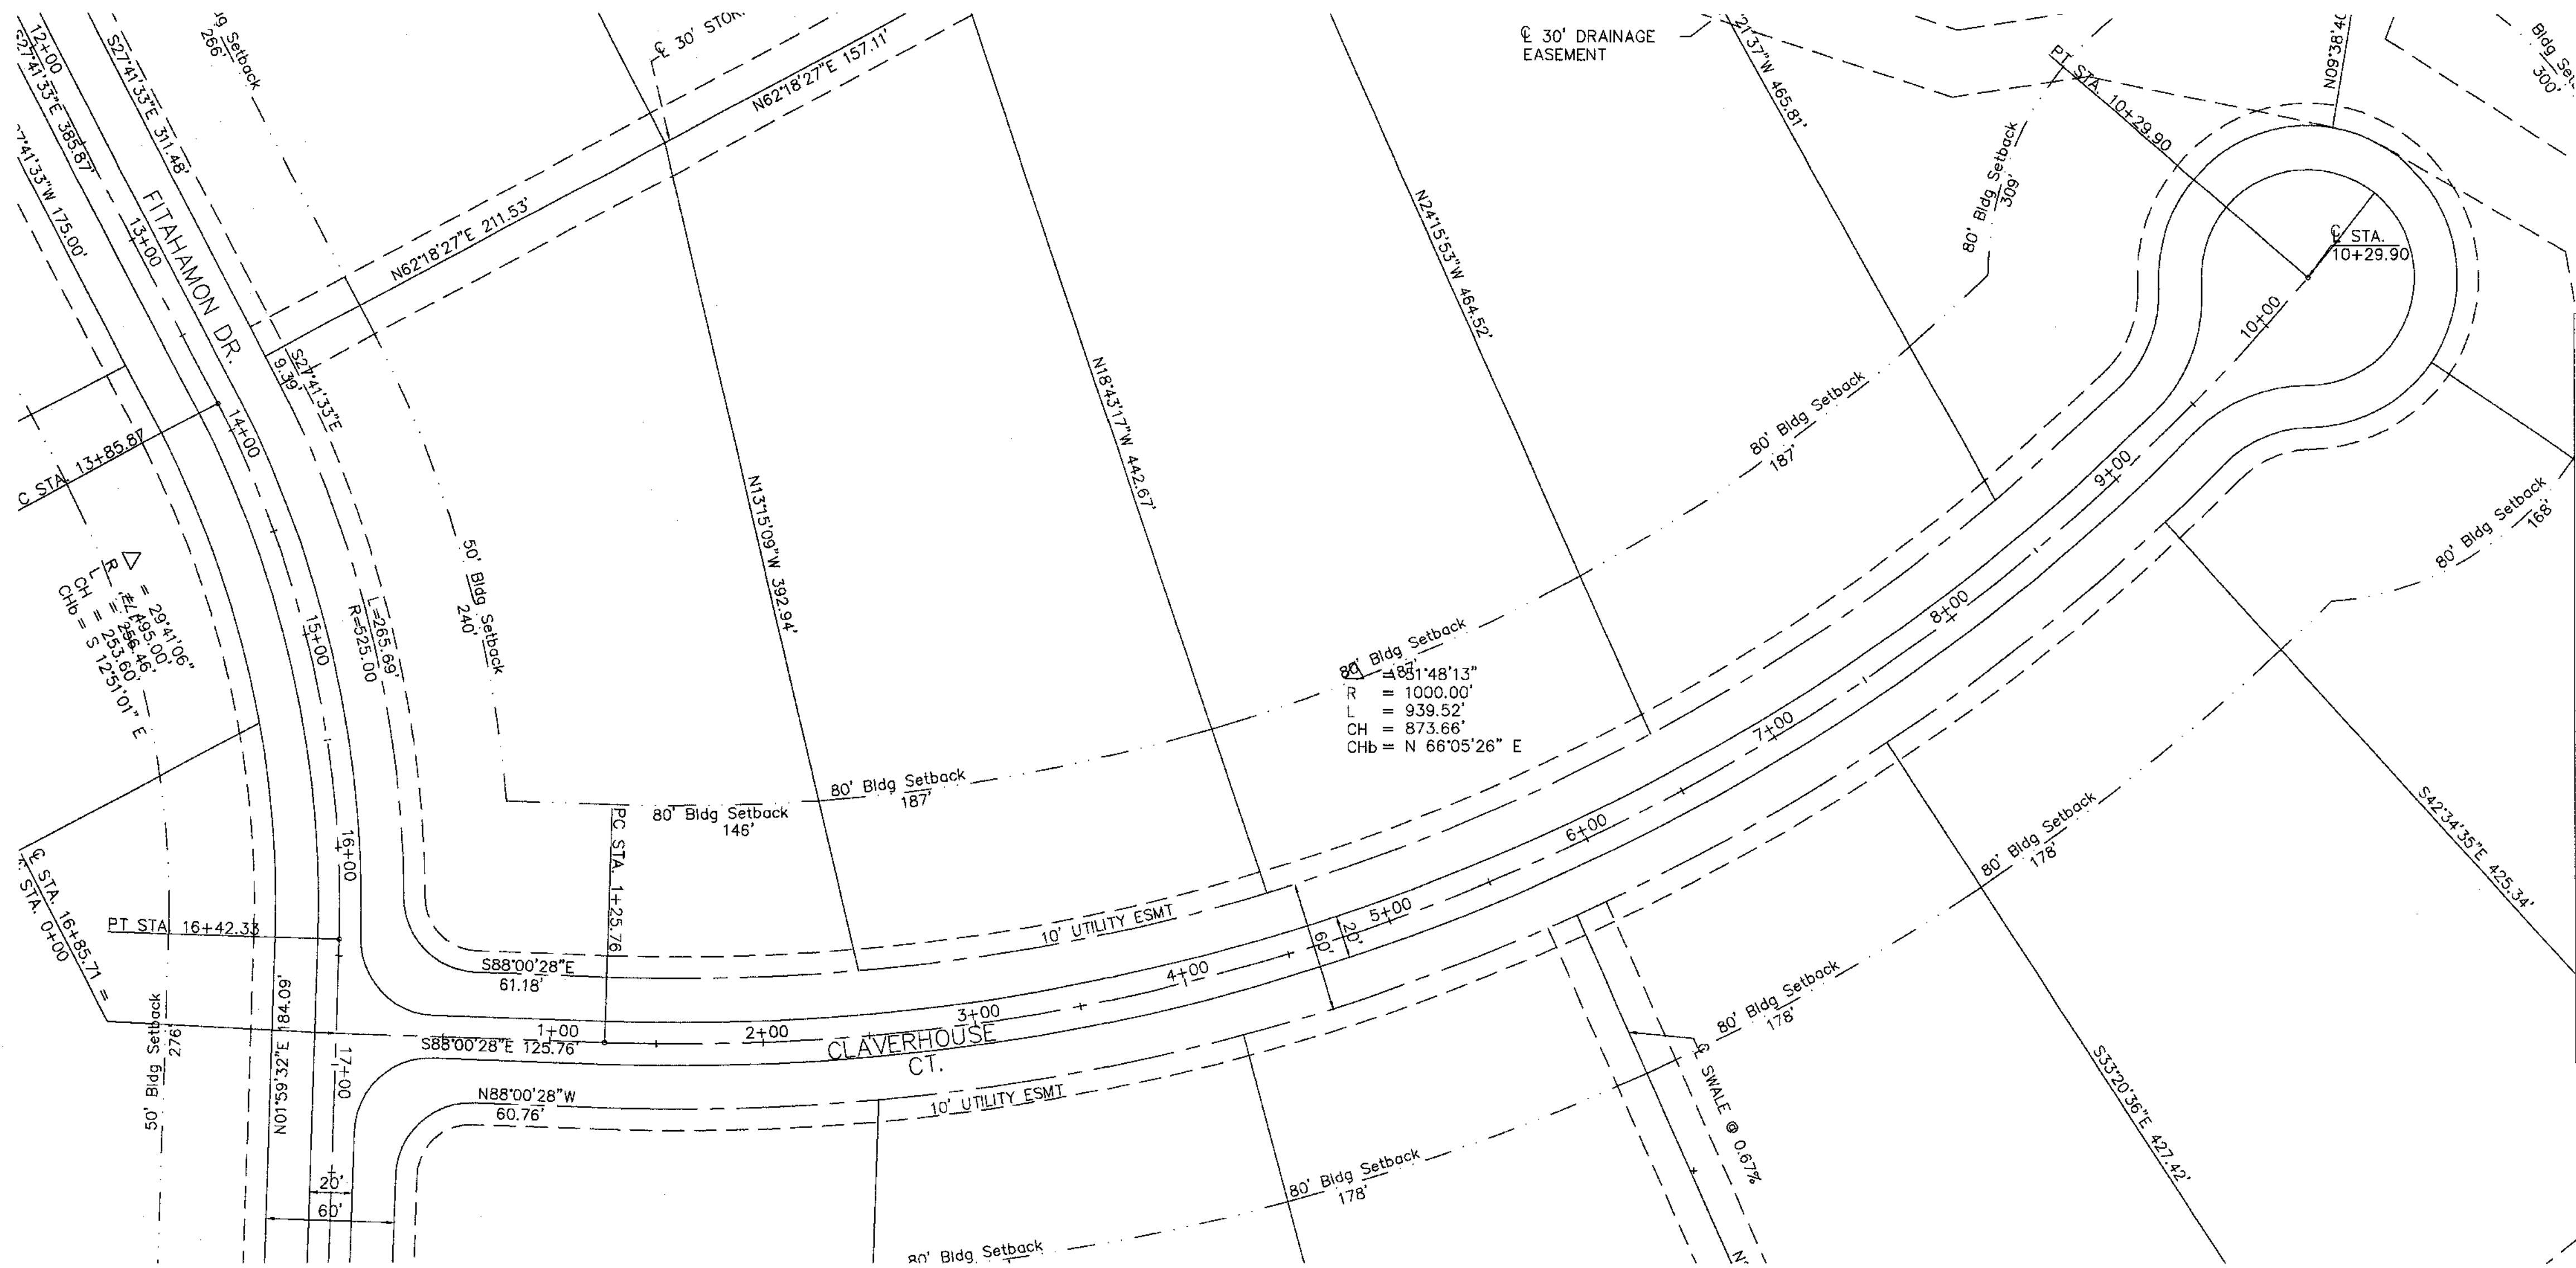 12+00
S27°41'33"E 385.87'
S27°41'33"E 311.48'
Setback
266'
℄ 30'
N62°18'27"E 157.11'
℄ 30' DRAINAGE
EASEMENT
21'37"W 465.81'
PT STA. 10+29.90
N09°38'
Bldg
300'
7°41'33"W 175.00'
13+00
FITAHAMON DR.
N62°18'27"E 211.53'
N24°15'53"W 464.52'
80' Bldg Setback
309'
℄ STA.
10+29.90
10+00
S27°41'33"E
9.39'
14+00
C STA. 13+85.87
N18°43'17"W 442.67'
80' Bldg Setback
187'
9+00
80' Bldg Setback
168'
N13°15'09"W 392.94'
50' Bldg Setback
240'
△ = 29°41'06"
R = 495.00'
L = 256.46'
CH = 253.60'
CHb = S 12°51'01" E
L=265.69'
R=525.00
15+00
8+00
80' Bldg Setback
187'
△ = 51°48'13"
R = 1000.00'
L = 939.52'
CH = 873.66'
CHb = N 66°05'26" E
7+00
80' Bldg Setback
187'
80' Bldg Setback
146'
PC STA. 1+25.76
16+00
6+00
80' Bldg Setback
178'
S42°34'35"E 425.34'
℄ STA. 16+85.71 =
℄ STA. 0+00
PT STA 16+42.33
10' UTILITY ESMT
5+00
20'
60'
S88°00'28"E
61.18'
4+00
3+00
2+00
1+00
S88°00'28"E 125.76'
CLAVERHOUSE
CT.
80' Bldg Setback
178'
50' Bldg Setback
276'
N01°59'32"E 184.09'
17+00
N88°00'28"W
60.76'
10' UTILITY ESMT
℄ SWALE @ 0.67%
S33°20'36"E 427.42'
20'
60'
80' Bldg Setback
178'
80' Bldg Setback